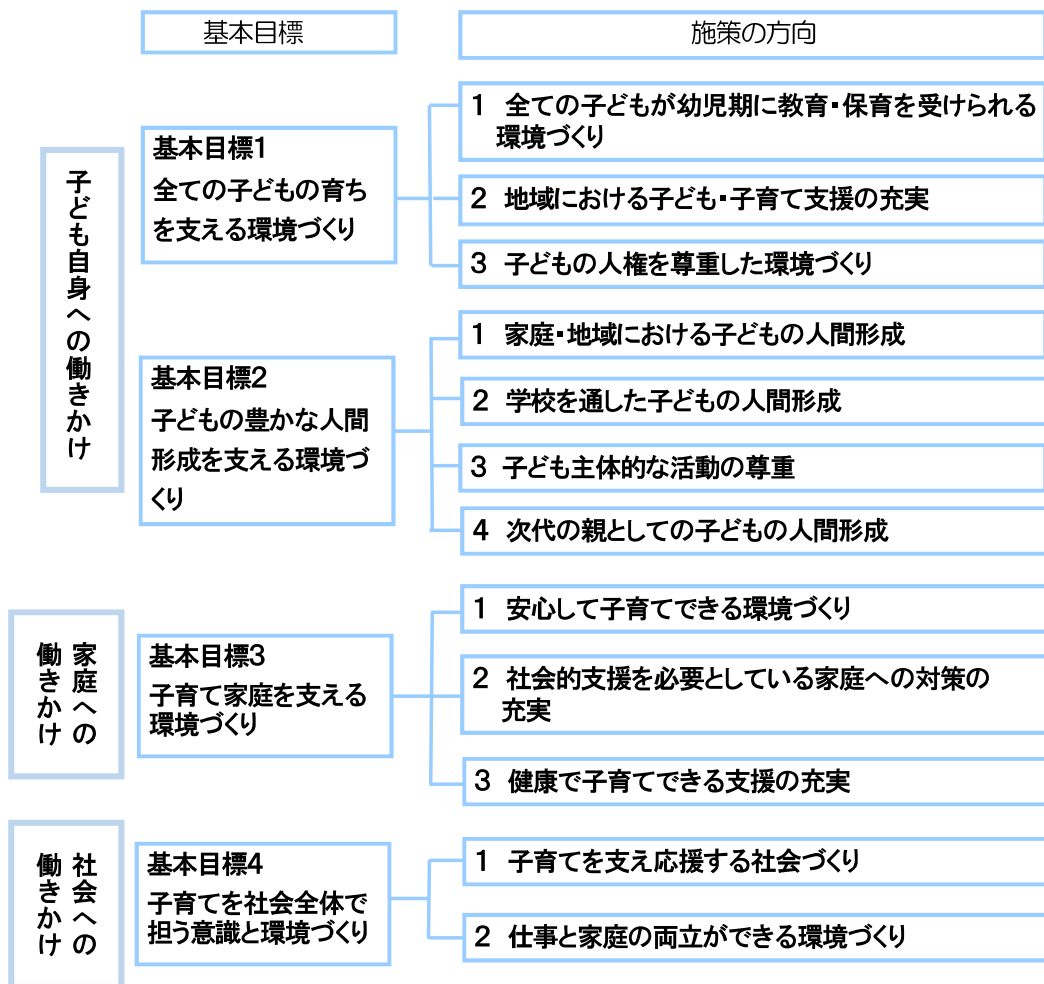 基本目標
施策の方向
子ども自身への働きかけ
基本目標1
全ての子どもの育ち
を支える環境づくり
1 全ての子どもが幼児期に教育・保育を受けられる
環境づくり
2 地域における子ども・子育て支援の充実
3 子どもの人権を尊重した環境づくり
基本目標2
子どもの豊かな人間
形成を支える環境づ
くり
1 家庭・地域における子どもの人間形成
2 学校を通した子どもの人間形成
3 子ども主体的な活動の尊重
4 次代の親としての子どもの人間形成
家庭への
働きかけ
基本目標3
子育て家庭を支える
環境づくり
1 安心して子育てできる環境づくり
2 社会的支援を必要としている家庭への対策の
充実
3 健康で子育てできる支援の充実
社会への
働きかけ
基本目標4
子育てを社会全体で
担う意識と環境づくり
1 子育てを支え応援する社会づくり
2 仕事と家庭の両立ができる環境づくり